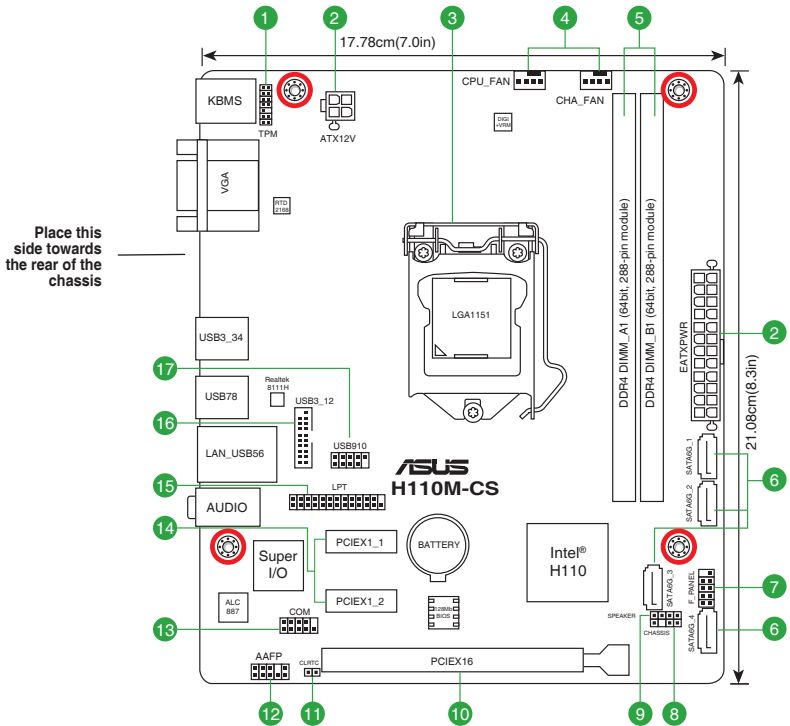 1
2
3
4
5
17.78cm(7.0in)
CPU_FAN
CHA_FAN
KBMS
TPM
ATX12V
DIGI
+VRM
VGA
RTD
2168
Place this
side towards
the rear of the
chassis
LGA1151
DDR4 DIMM_A1 (64bit, 288-pin module)
DDR4 DIMM_B1 (64bit, 288-pin module)
EATXPWR
2
21.08cm(8.3in)
USB3_34
17
Realtek
8111H
USB78
USB3_12
16
USB910
LAN_USB56
SATA6G_1
6
SATA6G_2
ASUS
H110M-CS
15
LPT
AUDIO
14
PCIEX1_1
BATTERY
Intel®
H110
Super
I/O
SATA6G_3
F_PANEL
7
ALC
887
PCIEX1_2
128Mb
BIOS
SPEAKER
CHASSIS
SATA6G_4
6
13
COM
AAFP
CLRTC
PCIEX16
12
11
10
9
8